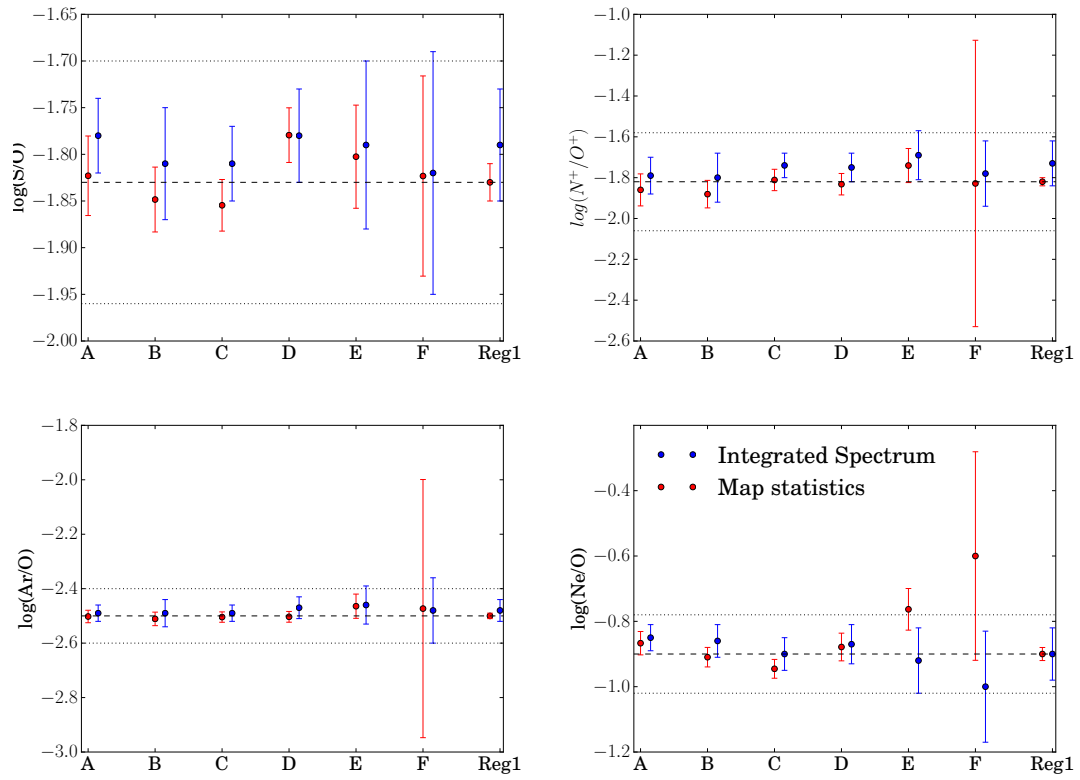 −1.65
−1.70
−1.75
−1.80
−1.85
−1.90
−1.95
−2.00
log(S/O)
A B C D E F Reg1
−1.0
−1.2
−1.4
−1.6
−1.8
−2.0
−2.2
−2.4
−2.6
log(N⁺/O⁺)
A B C D E F Reg1
−1.8
−2.0
−2.2
−2.4
−2.6
−2.8
−3.0
log(Ar/O)
A B C D E F Reg1
Integrated Spectrum
Map statistics
−0.4
−0.6
−0.8
−1.0
−1.2
log(Ne/O)
A B C D E F Reg1